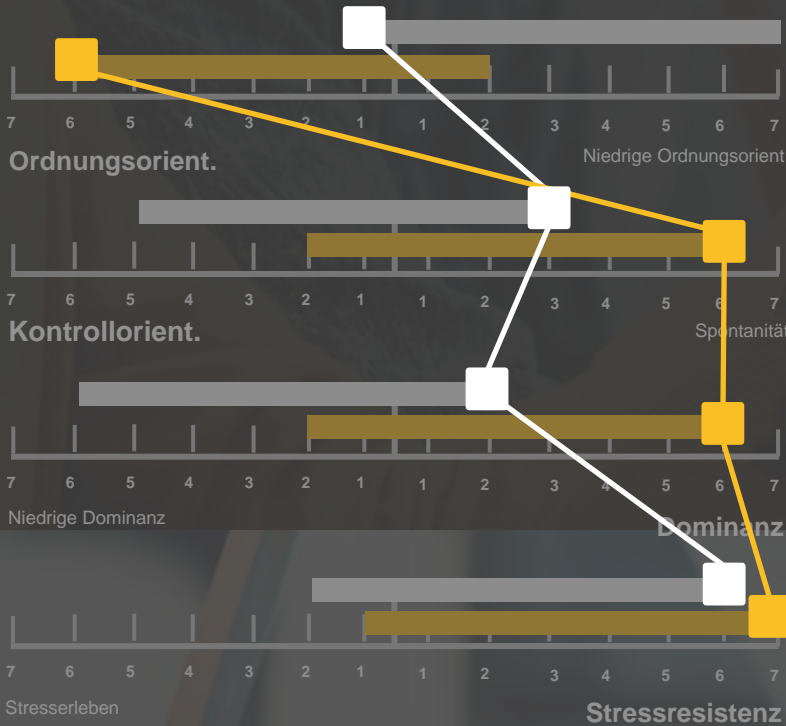 7 6 5 4 3 2 1 1 2 3 4 5 6 7
Ordnungsorient. Niedrige Ordnungsorient
7 6 5 4 3 2 1 1 2 3 4 5 6 7
Kontrollorient. Spontanität
7 6 5 4 3 2 1 1 2 3 4 5 6 7
Niedrige Dominanz Dominanz
7 6 5 4 3 2 1 1 2 3 4 5 6 7
Stresserleben Stressresistenz